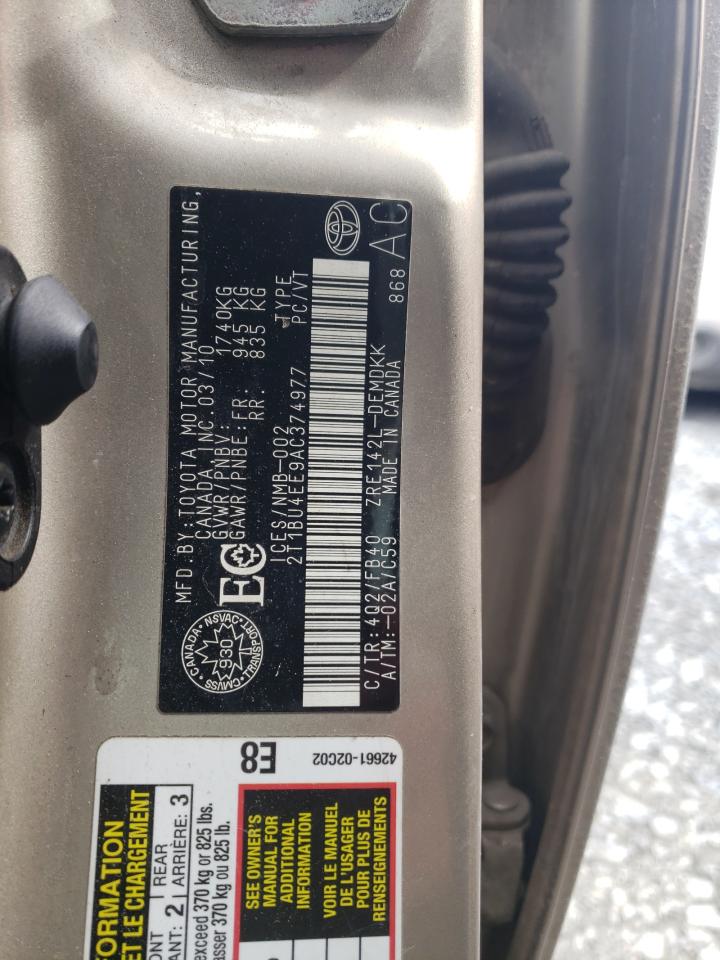 MFD.BY:TOYOTA MOTOR MANUFACTURING,
CANADA INC.03/10
GVWR/PNBV: 1740KG
GAWR/PNBE:FR: 945 KG
RR: 835 KG
EC
CANADA
NSVAC
TRANSPORT
CMVSS
930
ICES/NMB-002 TYPE
2T1BU4EE9AC374977 PC/VT
C/TR:4Q2/FB40 ZRE142L-DEMDKK 868
A/TM:-02A/C59 MADE IN CANADA AC
E8
42661-02C02
REAR
ARRIÈRE: 3
ANT: 2
ET LE CHARGEMENT
exceed 370 kg or 825 lbs.
370 kg ou 825 lb.
SEE OWNER'S
MANUAL FOR
ADDITIONAL
INFORMATION
VOIR LE MANUEL
DE L'USAGER
POUR PLUS DE
RENSEIGNEMENTS